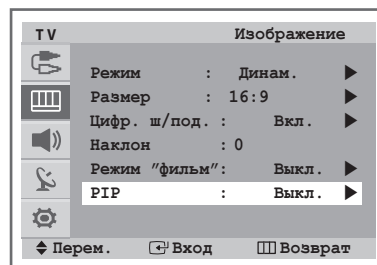 TV Изображение
Режим : Динам.
Размер : 16:9
Цифр. ш/под. : Вкл.
Наклон : 0
Режим "фильм": Выкл.
PIP : Выкл.
Перем. Вход Возврат